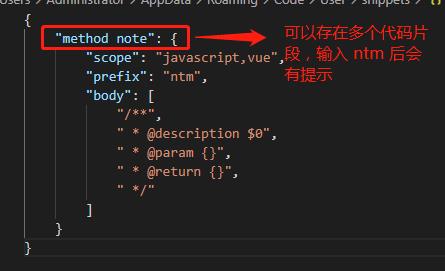 Users > Administrator > AppData > Roaming > Code > User > snippets > {}
{
"method note": {
"scope": "javascript,vue",
"prefix": "ntm",
"body": [
"/**",
" * @description $0",
" * @param {}",
" * @return {}",
" */"
]
}
}
可以存在多个代码片
段，输入 ntm 后会
有提示